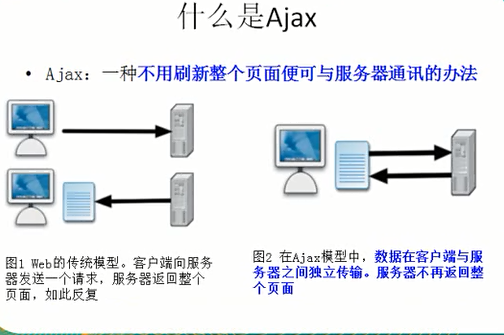 什么是Ajax
• Ajax：一种不用刷新整个页面便可与服务器通讯的办法
图1 Web的传统模型。客户端向服务
器发送一个请求，服务器返回整个
页面，如此反复
图2 在Ajax模型中，数据在客户端与服
务器之间独立传输。服务器不再返回整
个页面